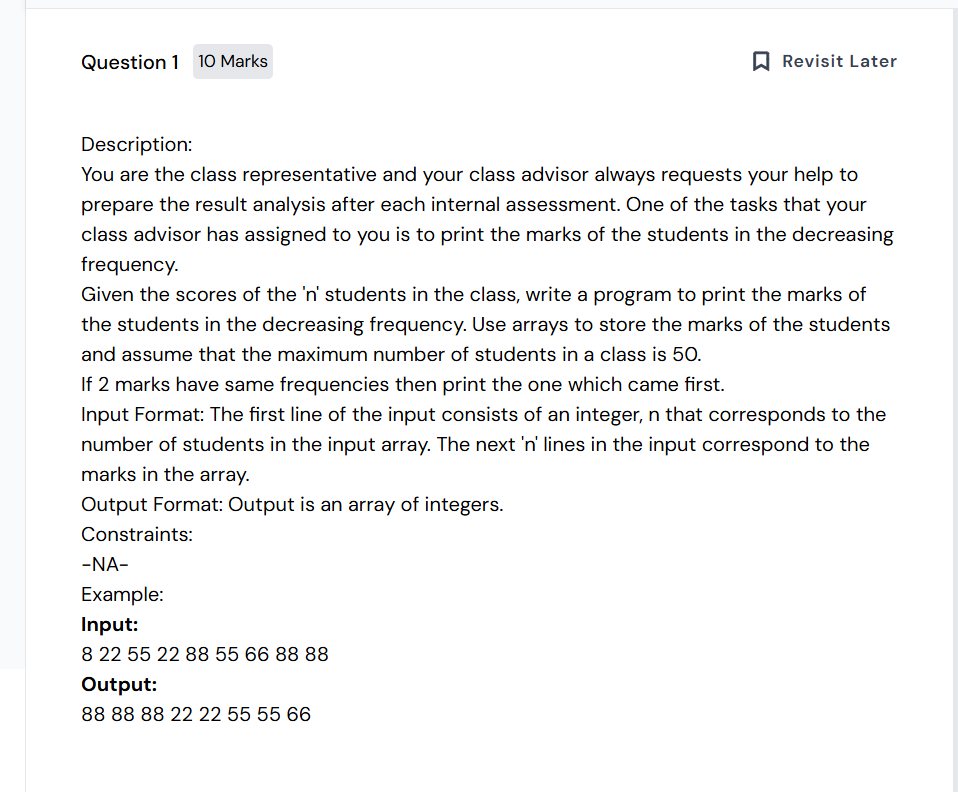 Question 1 10 Marks Revisit Later
Description:
You are the class representative and your class advisor always requests your help to
prepare the result analysis after each internal assessment. One of the tasks that your
class advisor has assigned to you is to print the marks of the students in the decreasing
frequency.
Given the scores of the 'n' students in the class, write a program to print the marks of
the students in the decreasing frequency. Use arrays to store the marks of the students
and assume that the maximum number of students in a class is 50.
If 2 marks have same frequencies then print the one which came first.
Input Format: The first line of the input consists of an integer, n that corresponds to the
number of students in the input array. The next 'n' lines in the input correspond to the
marks in the array.
Output Format: Output is an array of integers.
Constraints:
-NA-
Example:
Input:
8 22 55 22 88 55 66 88 88
Output:
88 88 88 22 22 55 55 66